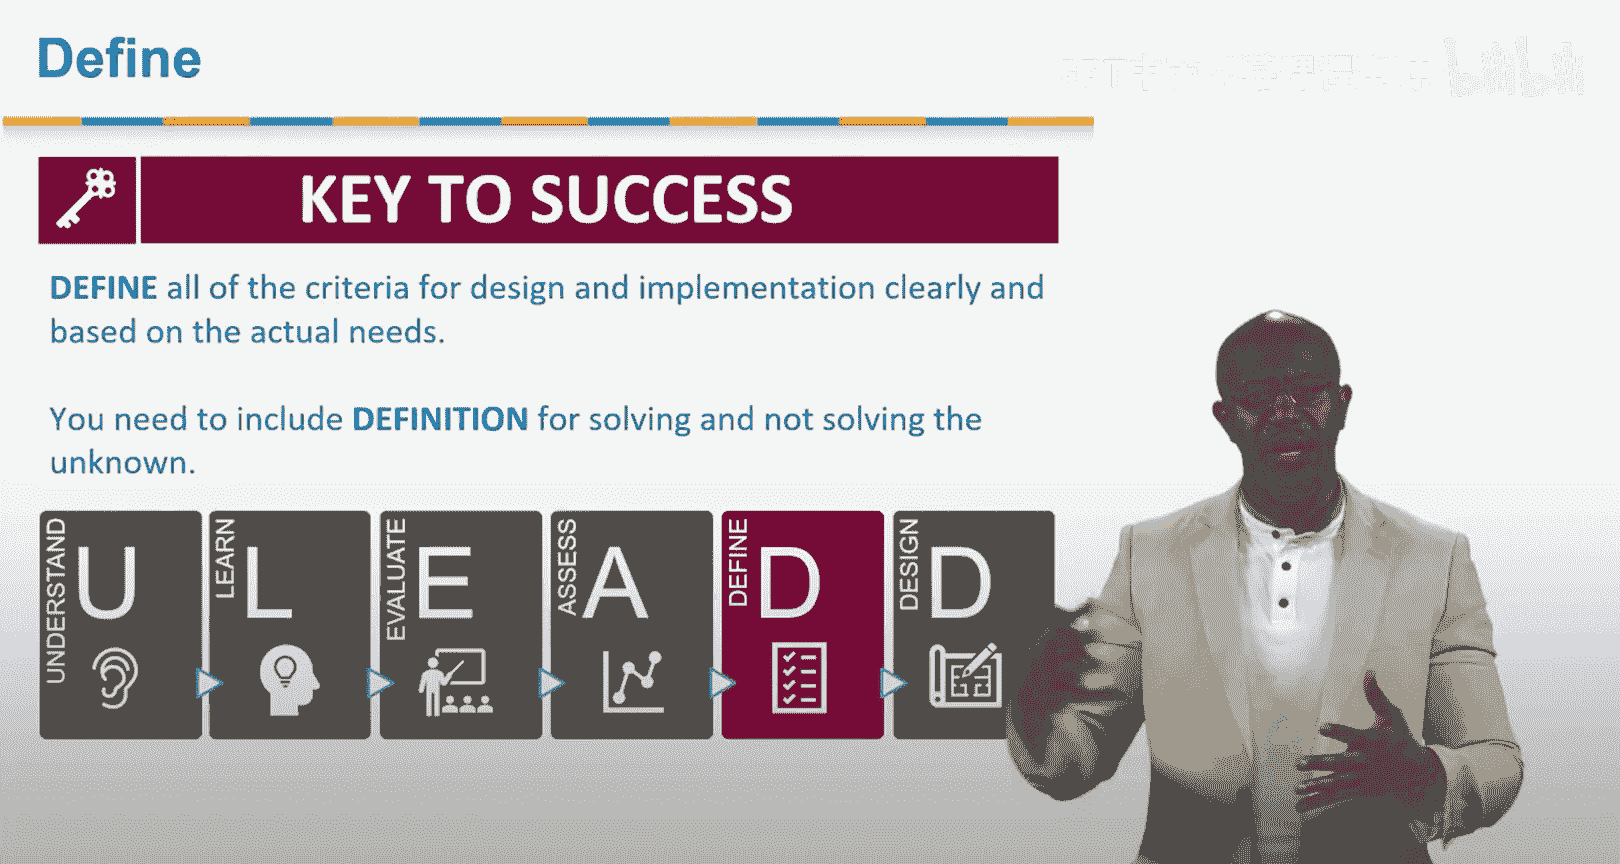 Define
KEY TO SUCCESS
DEFINE all of the criteria for design and implementation clearly and
based on the actual needs.
You need to include DEFINITION for solving and not solving the
unknown.
UNDERSTAND
U
LEARN
L
EVALUATE
E
ASSESS
A
DEFINE
D
DESIGN
D
bilibili